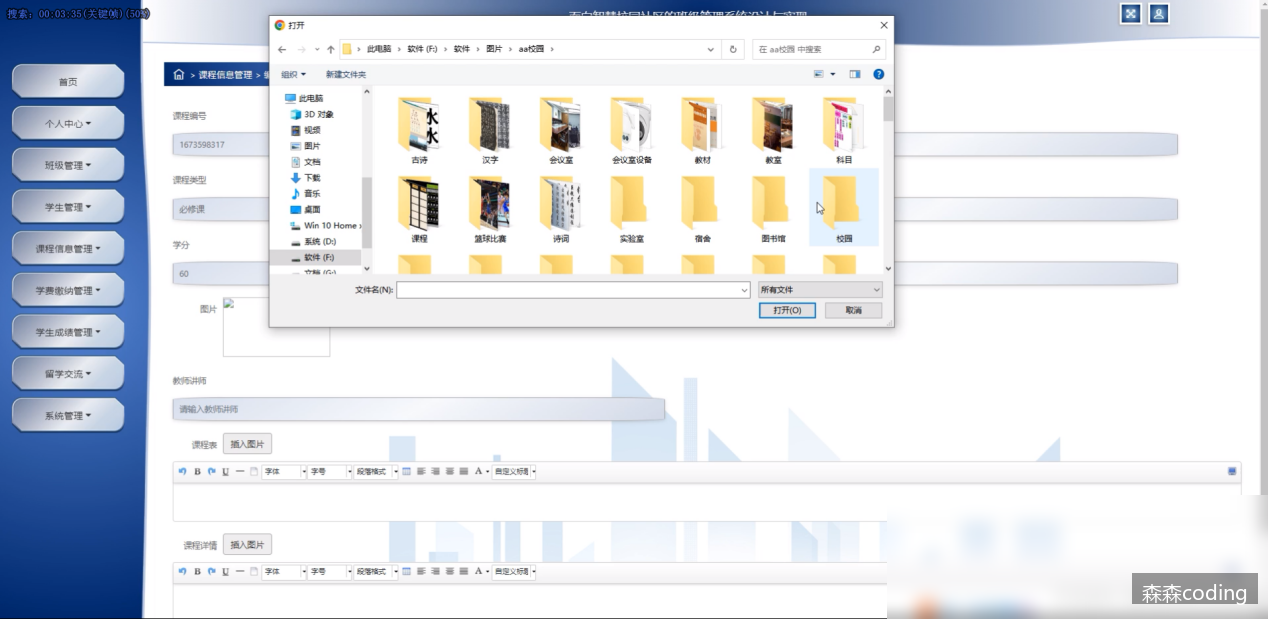 搜索: 00:03:35(关键帧)(50%)
打开
此电脑 > 软件 (F:) > 软件 > 图片 > aa校园 >
在 aa校园 中搜索
组织
新建文件夹
此电脑
3D 对象
视频
图片
文档
下载
音乐
桌面
Win 10 Home
系统 (D:)
软件 (F:)
文档 (G:)
古诗
汉字
会议室
会议室设备
教材
教室
科目
课程
篮球比赛
诗词
实验室
宿舍
图书馆
校园
文件名(N):
所有文件
打开(O)
取消
首页
个人中心
班级管理
学生管理
课程信息管理
学费缴纳管理
学生成绩管理
留学交流
系统管理
> 课程信息管理 >
课程编号
1673598317
课程类型
必修课
学分
60
图片
教师讲师
请输入教师讲师
课程表
插入图片
B U 字体 字号 段落格式 A 自定义标题
课程详情
插入图片
B U 字体 字号 段落格式 A 自定义标题
森森coding